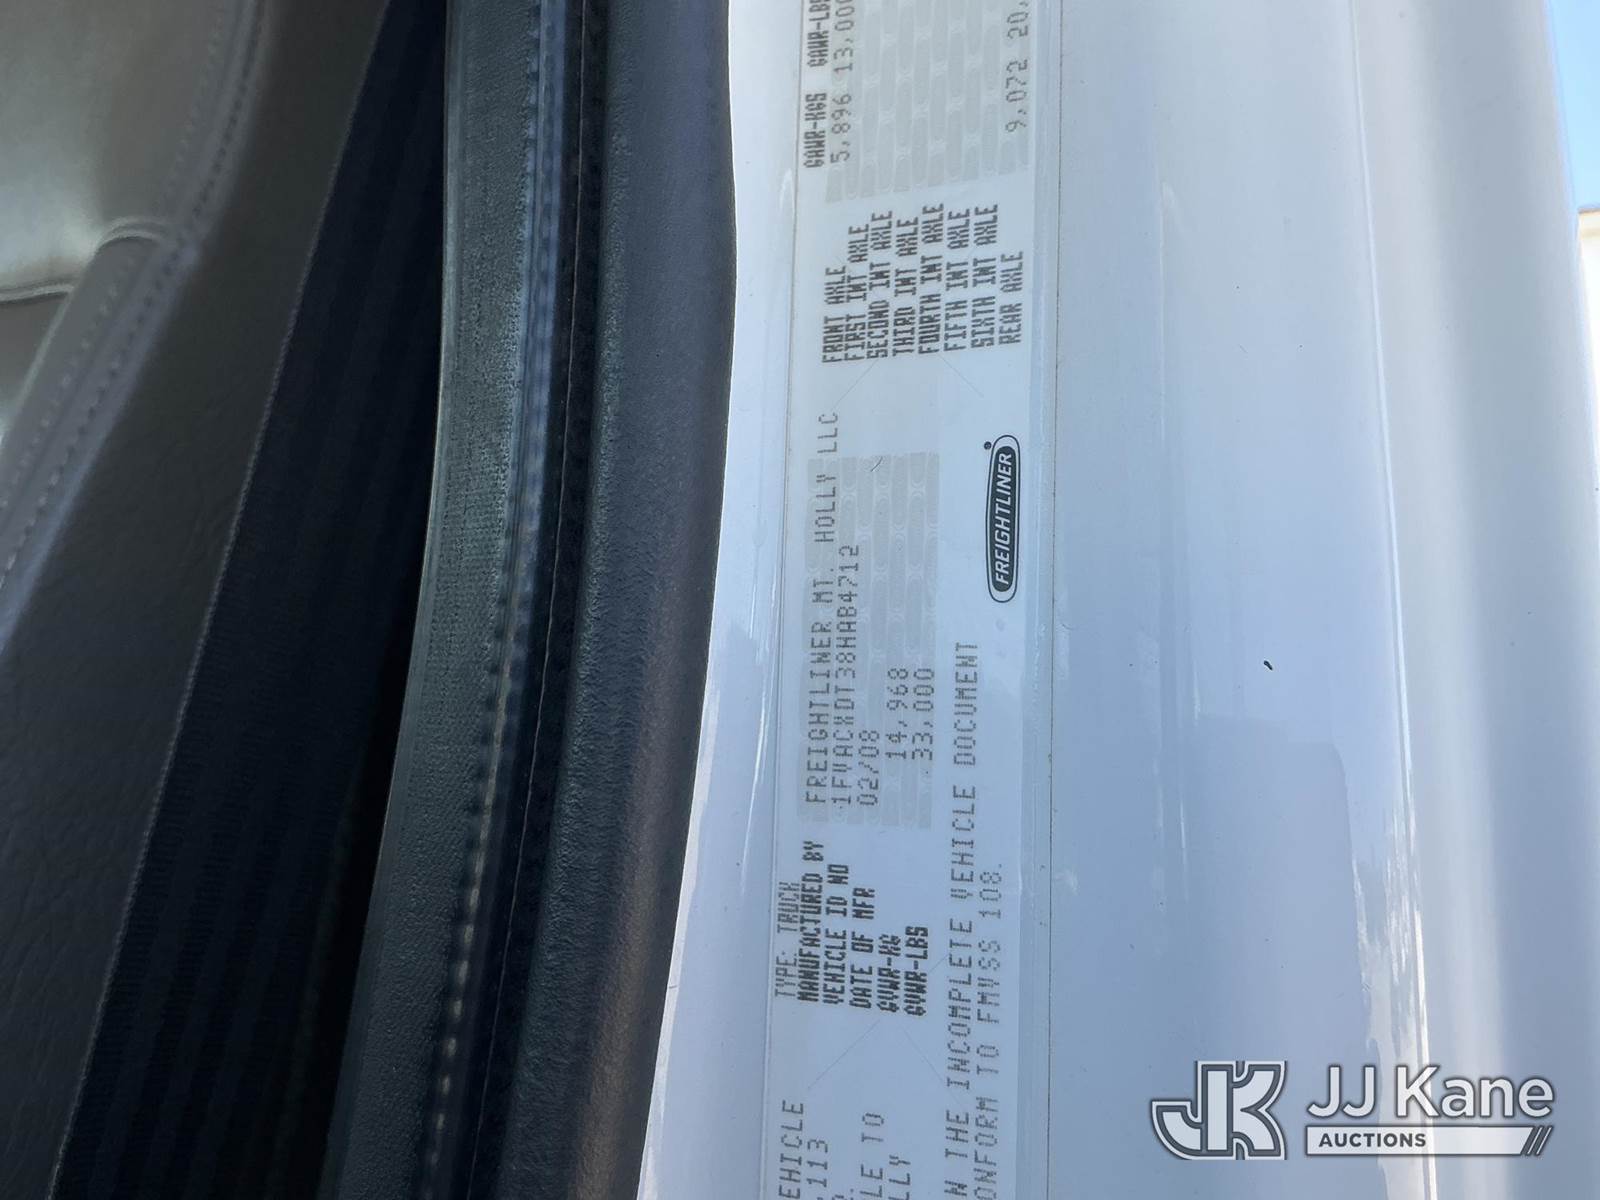 EHICLE
113
LE TO
LLY
N THE INCOMPLETE VEHICLE DOCUMENT
ONFORM TO FMVSS 108.
TYPE: TRUCK
MANUFACTURED BY FREIGHTLINER MT. HOLLY LLC
VEHICLE ID NO 1FVACXDT38HAB4712
DATE OF MFR 02/08
GVWR-KG 14,968
GVWR-LBS 33,000
FREIGHTLINER
GAWR-KGS GAWR-LBS
FRONT AXLE 5,896 13,000
FIRST INT AXLE
SECOND INT AXLE
THIRD INT AXLE
FOURTH INT AXLE
FIFTH INT AXLE
SIXTH INT AXLE
REAR AXLE 9,072 20,
JJ Kane
AUCTIONS